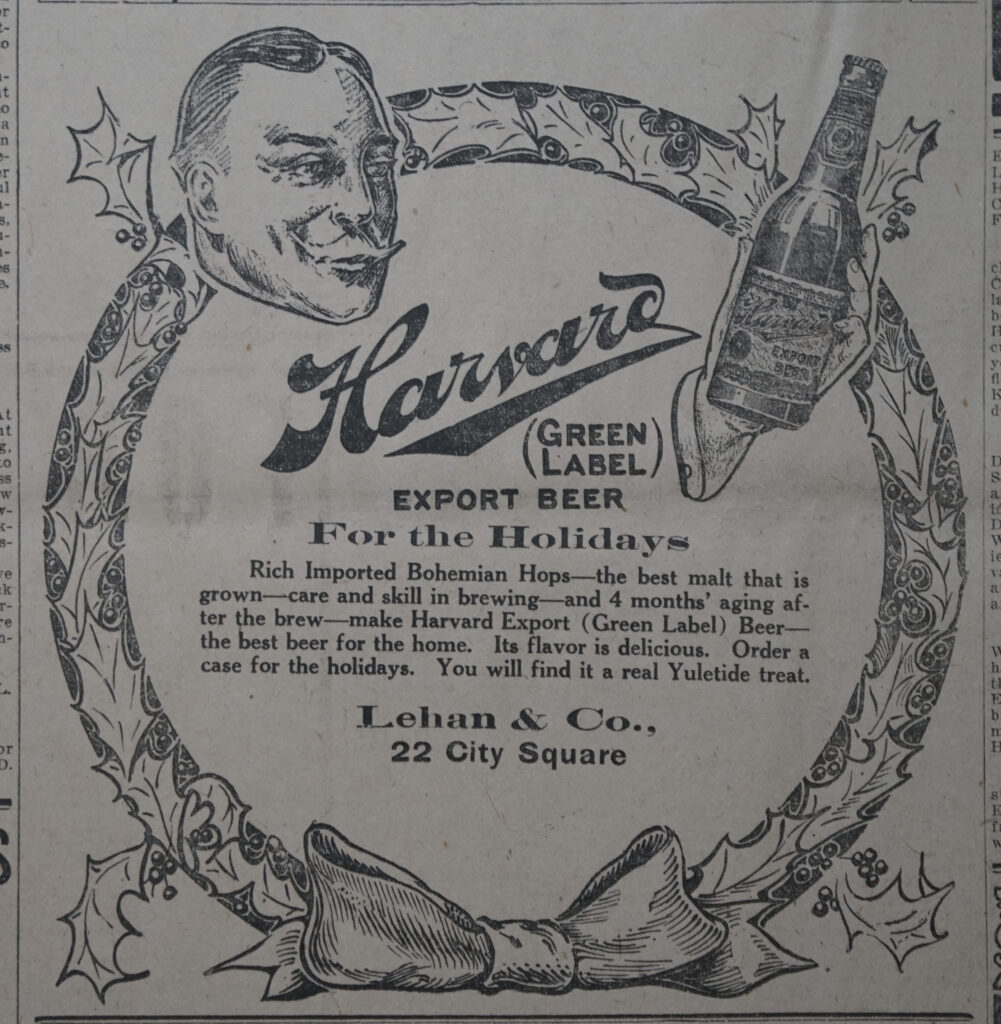 Harvard
EXPORT
BEER
Harvard
(GREEN
LABEL)
EXPORT BEER
For the Holidays
Rich Imported Bohemian Hops—the best malt that is
grown—care and skill in brewing—and 4 months' aging af-
ter the brew—make Harvard Export (Green Label) Beer—
the best beer for the home. Its flavor is delicious. Order a
case for the holidays. You will find it a real Yuletide treat.
Lehan & Co.,
22 City Square